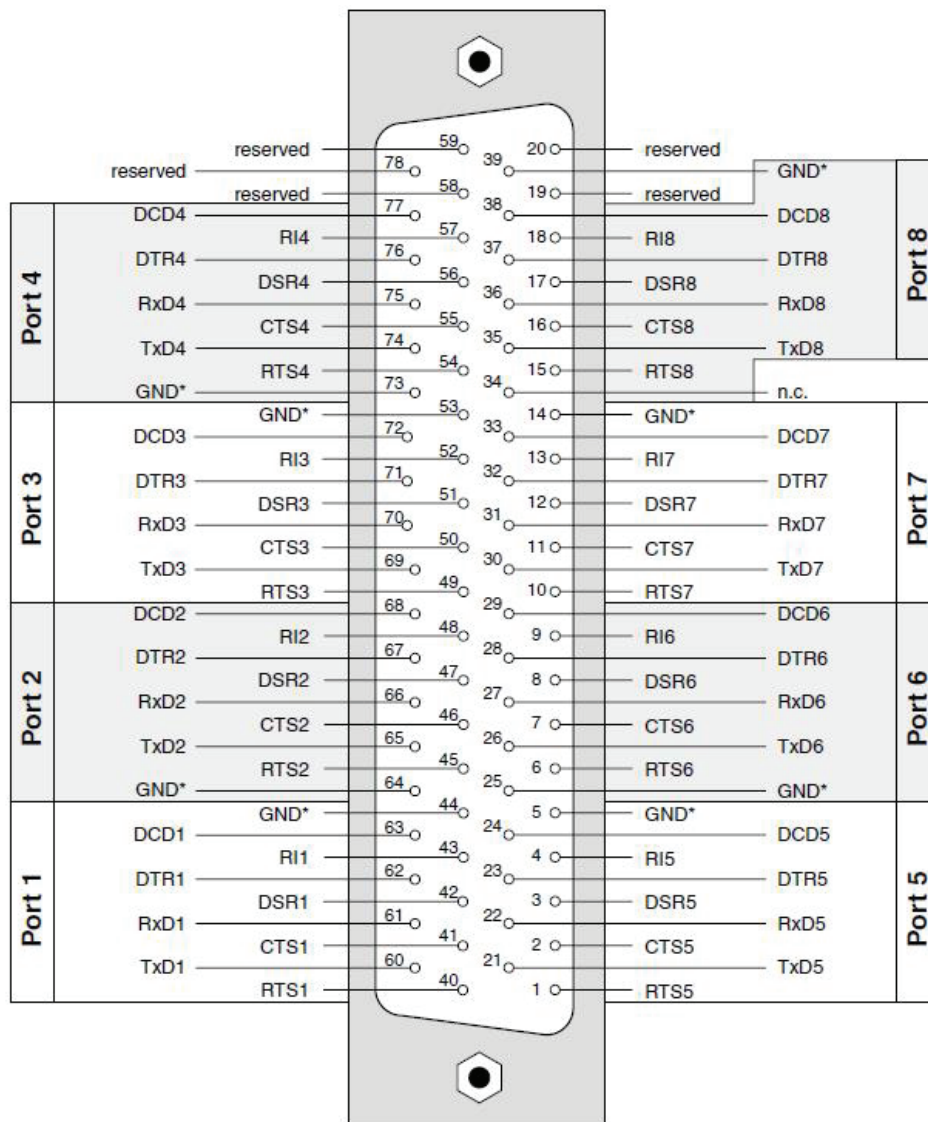 reserved 59 20 reserved
reserved 78 39 GND*
reserved 58 19 reserved
DCD4 77 38 DCD8
RI4 57 18 RI8
DTR4 76 37 DTR8
DSR4 56 17 DSR8
RxD4 75 36 RxD8
CTS4 55 16 CTS8
TxD4 74 35 TxD8
RTS4 54 15 RTS8
GND* 73 34 n.c.
Port 4
Port 8
GND* 53 14 GND*
DCD3 72 33 DCD7
RI3 52 13 RI7
DTR3 71 32 DTR7
DSR3 51 12 DSR7
RxD3 70 31 RxD7
CTS3 50 11 CTS7
TxD3 69 30 TxD7
RTS3 49 10 RTS7
Port 3
Port 7
DCD2 68 29 DCD6
RI2 48 9 RI6
DTR2 67 28 DTR6
DSR2 47 8 DSR6
RxD2 66 27 RxD6
CTS2 46 7 CTS6
TxD2 65 26 TxD6
RTS2 45 6 RTS6
GND* 64 25 GND*
Port 2
Port 6
GND* 44 5 GND*
DCD1 63 24 DCD5
RI1 43 4 RI5
DTR1 62 23 DTR5
DSR1 42 3 DSR5
RxD1 61 22 RxD5
CTS1 41 2 CTS5
TxD1 60 21 TxD5
RTS1 40 1 RTS5
Port 1
Port 5